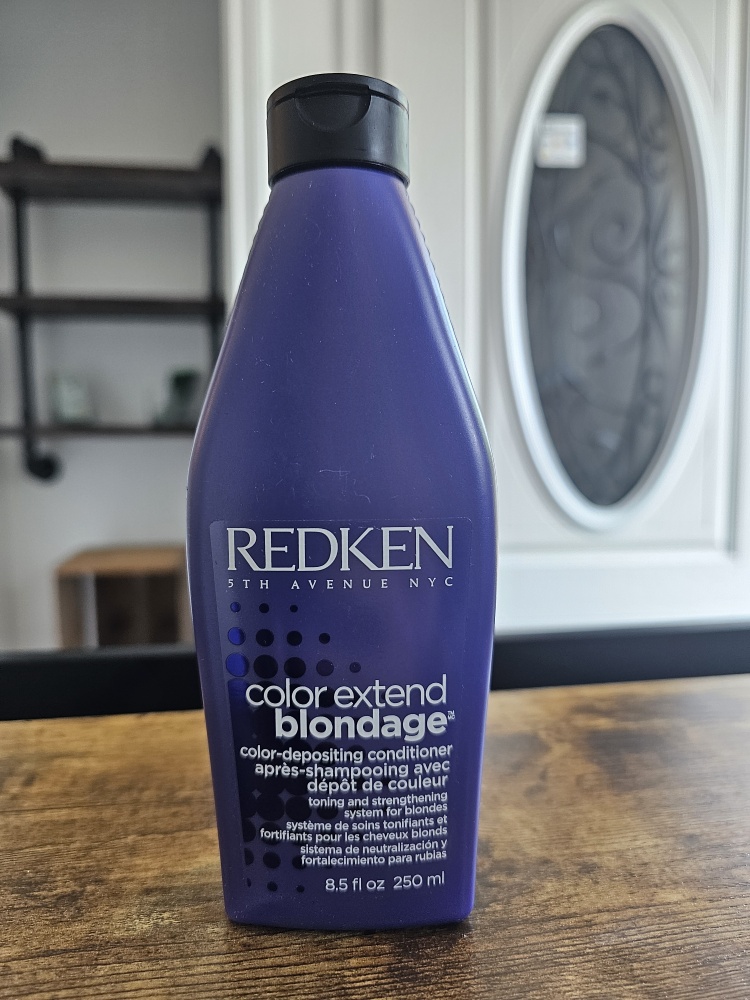 REDKEN
5TH AVENUE NYC
color extend
blondage
color-depositing conditioner
après-shampooing avec
dépôt de couleur
toning and strengthening
system for blondes
système de soins tonifiants et
fortifiants pour les cheveux blonds
sistema de neutralización y
fortalecimiento para rubias
8.5 fl oz 250 ml